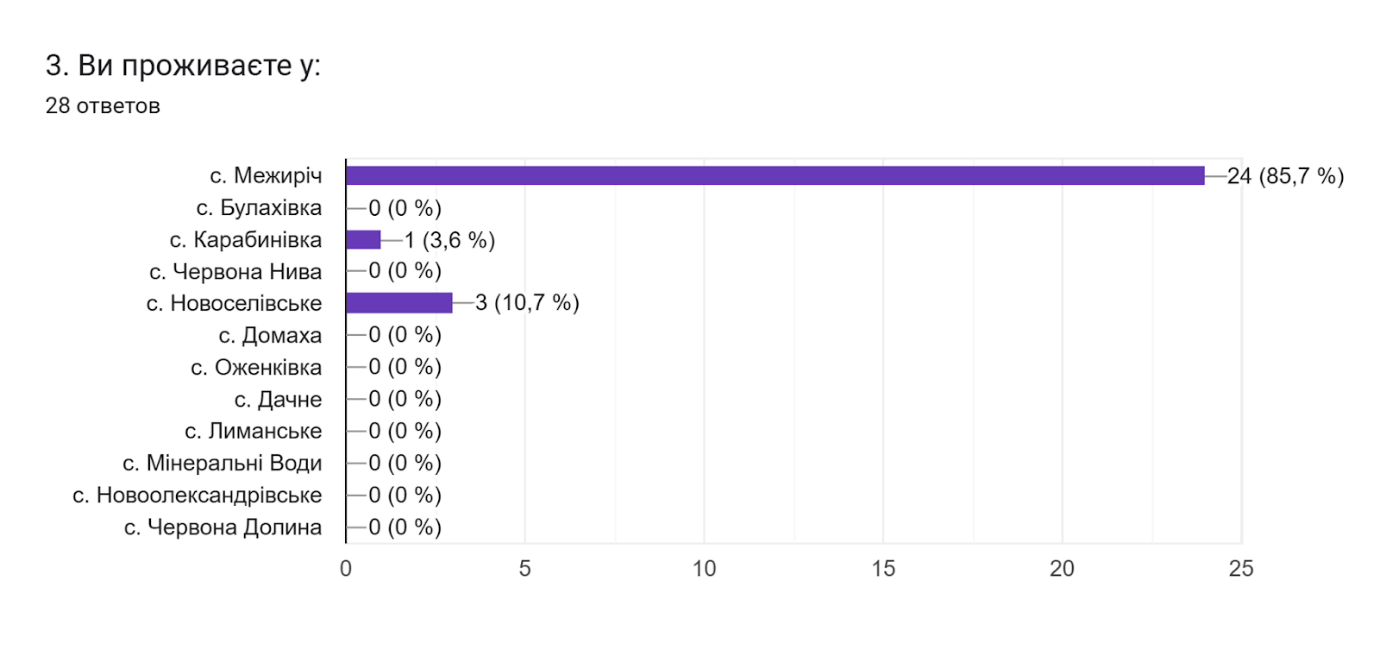 3. Ви проживаєте у:
28 ответов
с. Межиріч 24 (85,7 %)
с. Булахівка 0 (0 %)
с. Карабинівка 1 (3,6 %)
с. Червона Нива 0 (0 %)
с. Новоселівське 3 (10,7 %)
с. Домаха 0 (0 %)
с. Оженківка 0 (0 %)
с. Дачне 0 (0 %)
с. Лиманське 0 (0 %)
с. Мінеральні Води 0 (0 %)
с. Новоолександрівське 0 (0 %)
с. Червона Долина 0 (0 %)
0 5 10 15 20 25